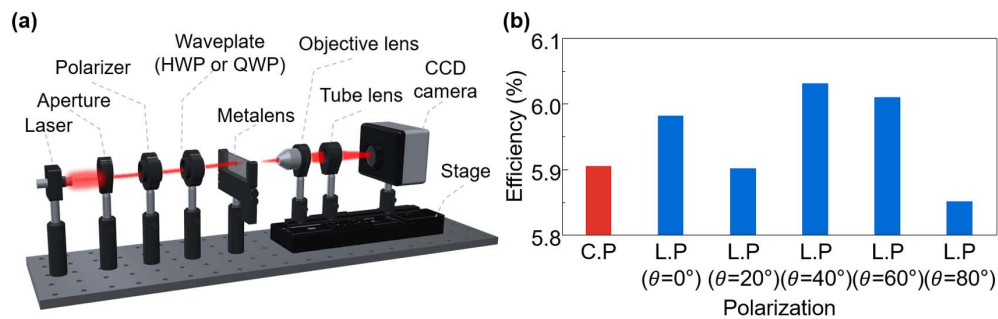 (a)
Waveplate
(HWP or QWP)
Objective lens
Polarizer
CCD
camera
Aperture
Tube lens
Laser
Metalens
Stage
(b)
Efficiency (%)
6.1
6.0
5.9
5.8
C.P L.P L.P L.P L.P L.P
(θ=0°) (θ=20°) (θ=40°) (θ=60°) (θ=80°)
Polarization